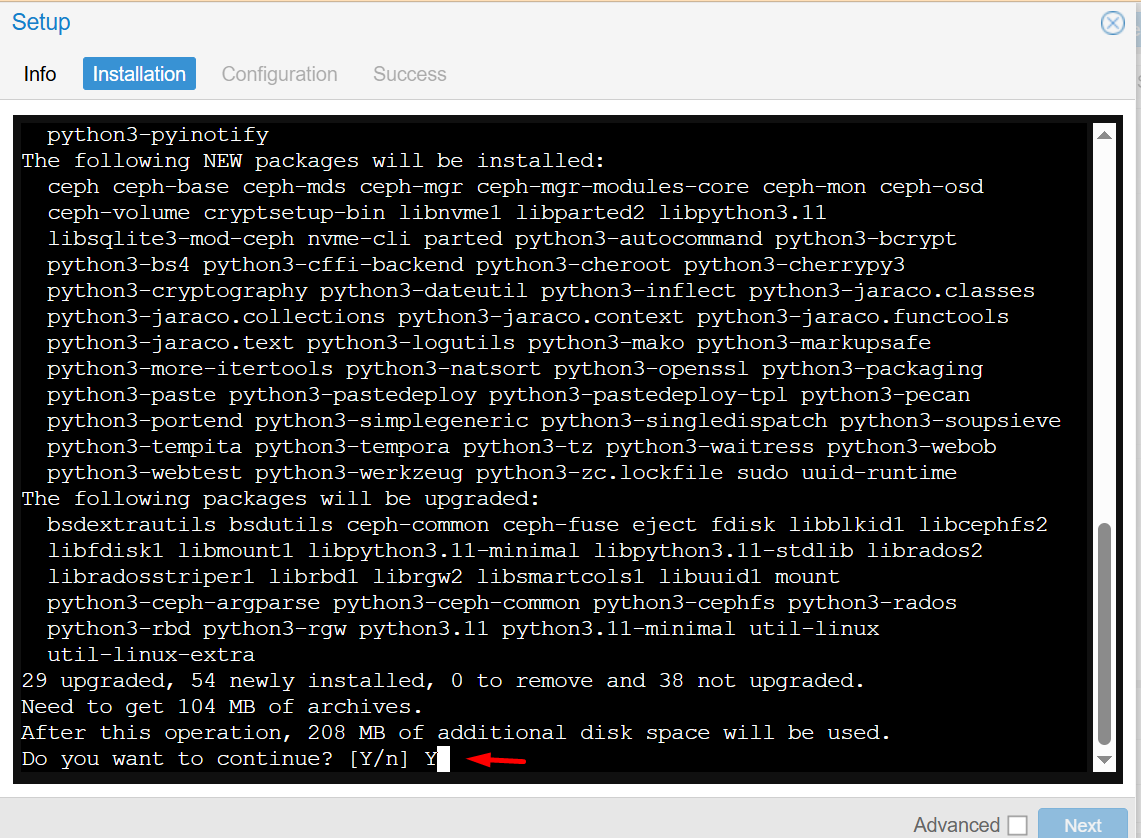 Setup
Info Installation Configuration Success
python3-pyinotify
The following NEW packages will be installed:
ceph ceph-base ceph-mds ceph-mgr ceph-mgr-modules-core ceph-mon ceph-osd
ceph-volume cryptsetup-bin libnvme1 libparted2 libpython3.11
libsqlite3-mod-ceph nvme-cli parted python3-autocommand python3-bcrypt
python3-bs4 python3-cffi-backend python3-cheroot python3-cherrypy3
python3-cryptography python3-dateutil python3-inflect python3-jaraco.classes
python3-jaraco.collections python3-jaraco.context python3-jaraco.functools
python3-jaraco.text python3-logutils python3-mako python3-markupsafe
python3-more-itertools python3-natsort python3-openssl python3-packaging
python3-paste python3-pastedeploy python3-pastedeploy-tpl python3-pecan
python3-portend python3-simplegeneric python3-singledispatch python3-soupsieve
python3-tempita python3-tempora python3-tz python3-waitress python3-webob
python3-webtest python3-werkzeug python3-zc.lockfile sudo uuid-runtime
The following packages will be upgraded:
bsdextrautils bsdutils ceph-common ceph-fuse eject fdisk libblkid1 libcephfs2
libfdisk1 libmount1 libpython3.11-minimal libpython3.11-stdlib librados2
libradosstriper1 librbd1 librgw2 libsmartcols1 libuuid1 mount
python3-ceph-argparse python3-ceph-common python3-cephfs python3-rados
python3-rbd python3-rgw python3.11 python3.11-minimal util-linux
util-linux-extra
29 upgraded, 54 newly installed, 0 to remove and 38 not upgraded.
Need to get 104 MB of archives.
After this operation, 208 MB of additional disk space will be used.
Do you want to continue? [Y/n] Y
Advanced Next